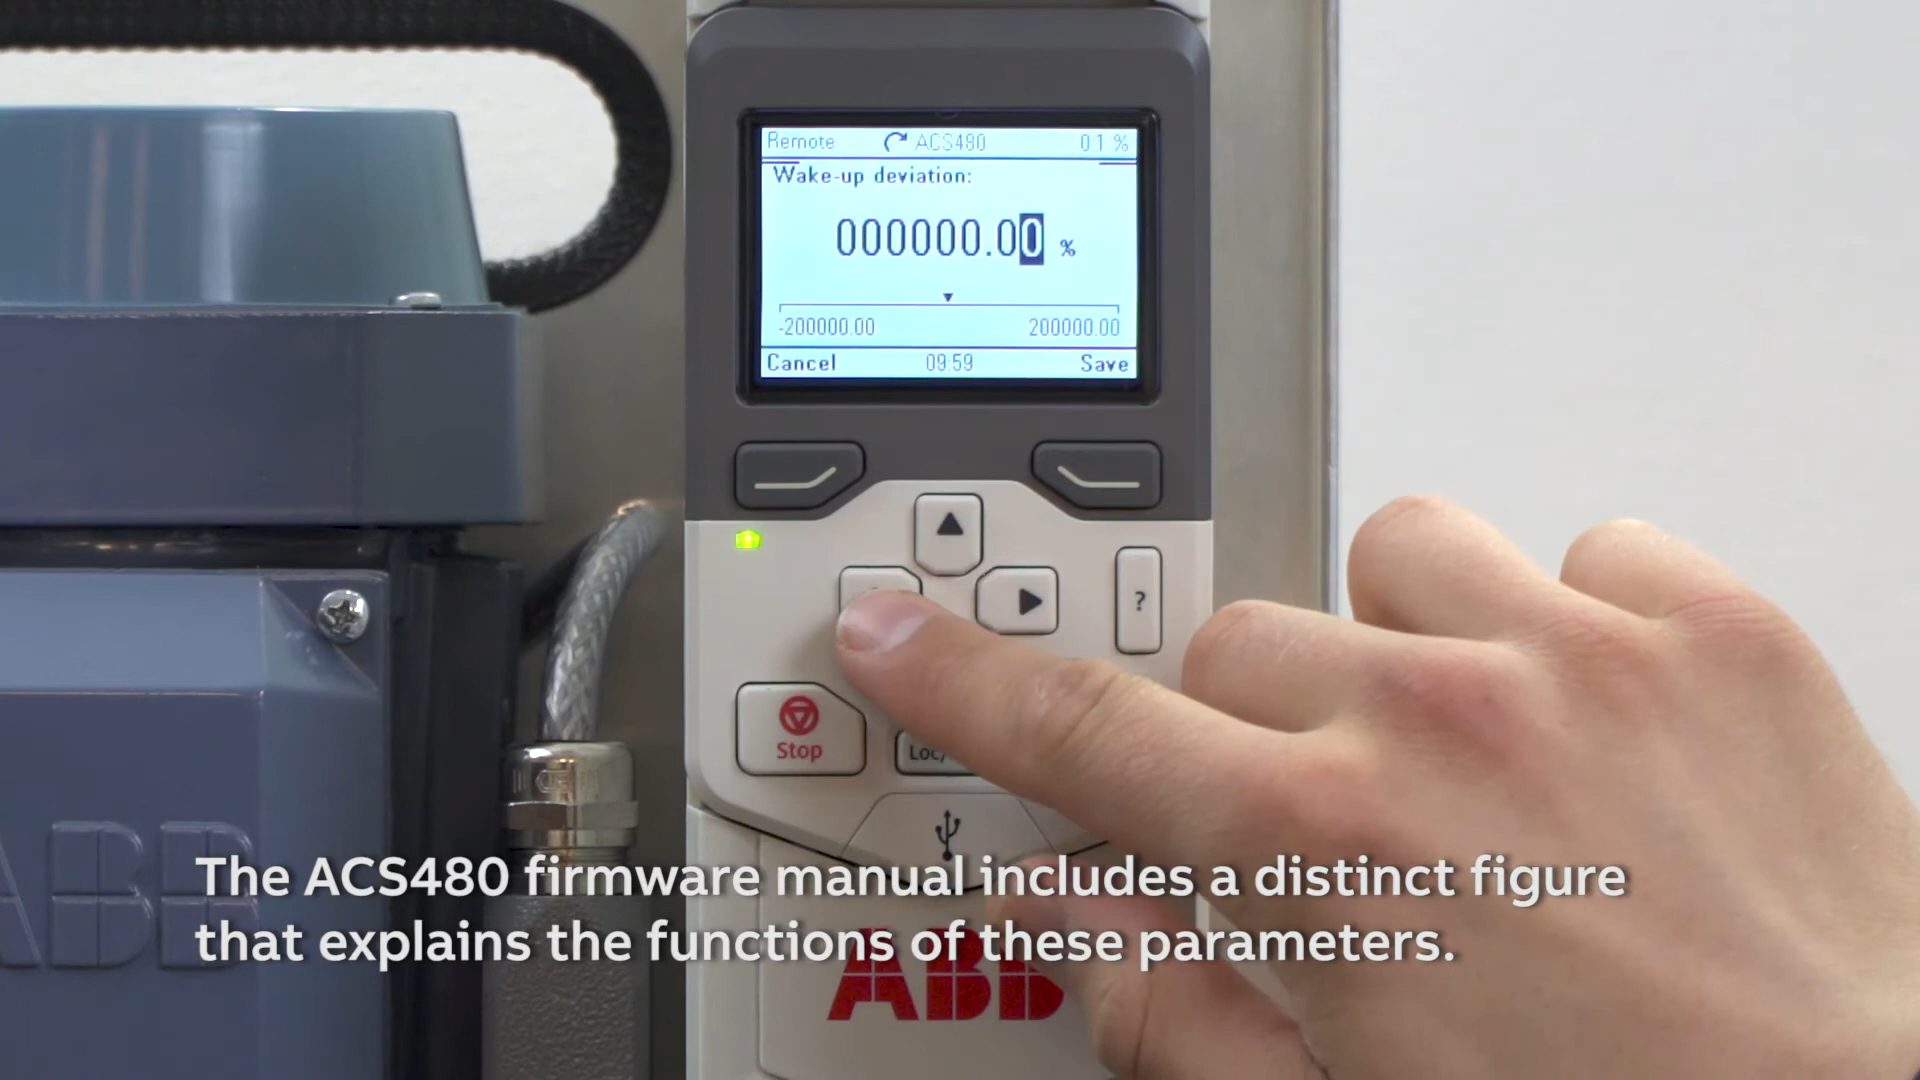 Remote ACS480 0.1 %
Wake-up deviation:
000000.00 %
-200000.00 200000.00
Cancel 09:59 Save
?
Stop
Loc/
ABB
The ACS480 firmware manual includes a distinct figure
that explains the functions of these parameters.
ABB